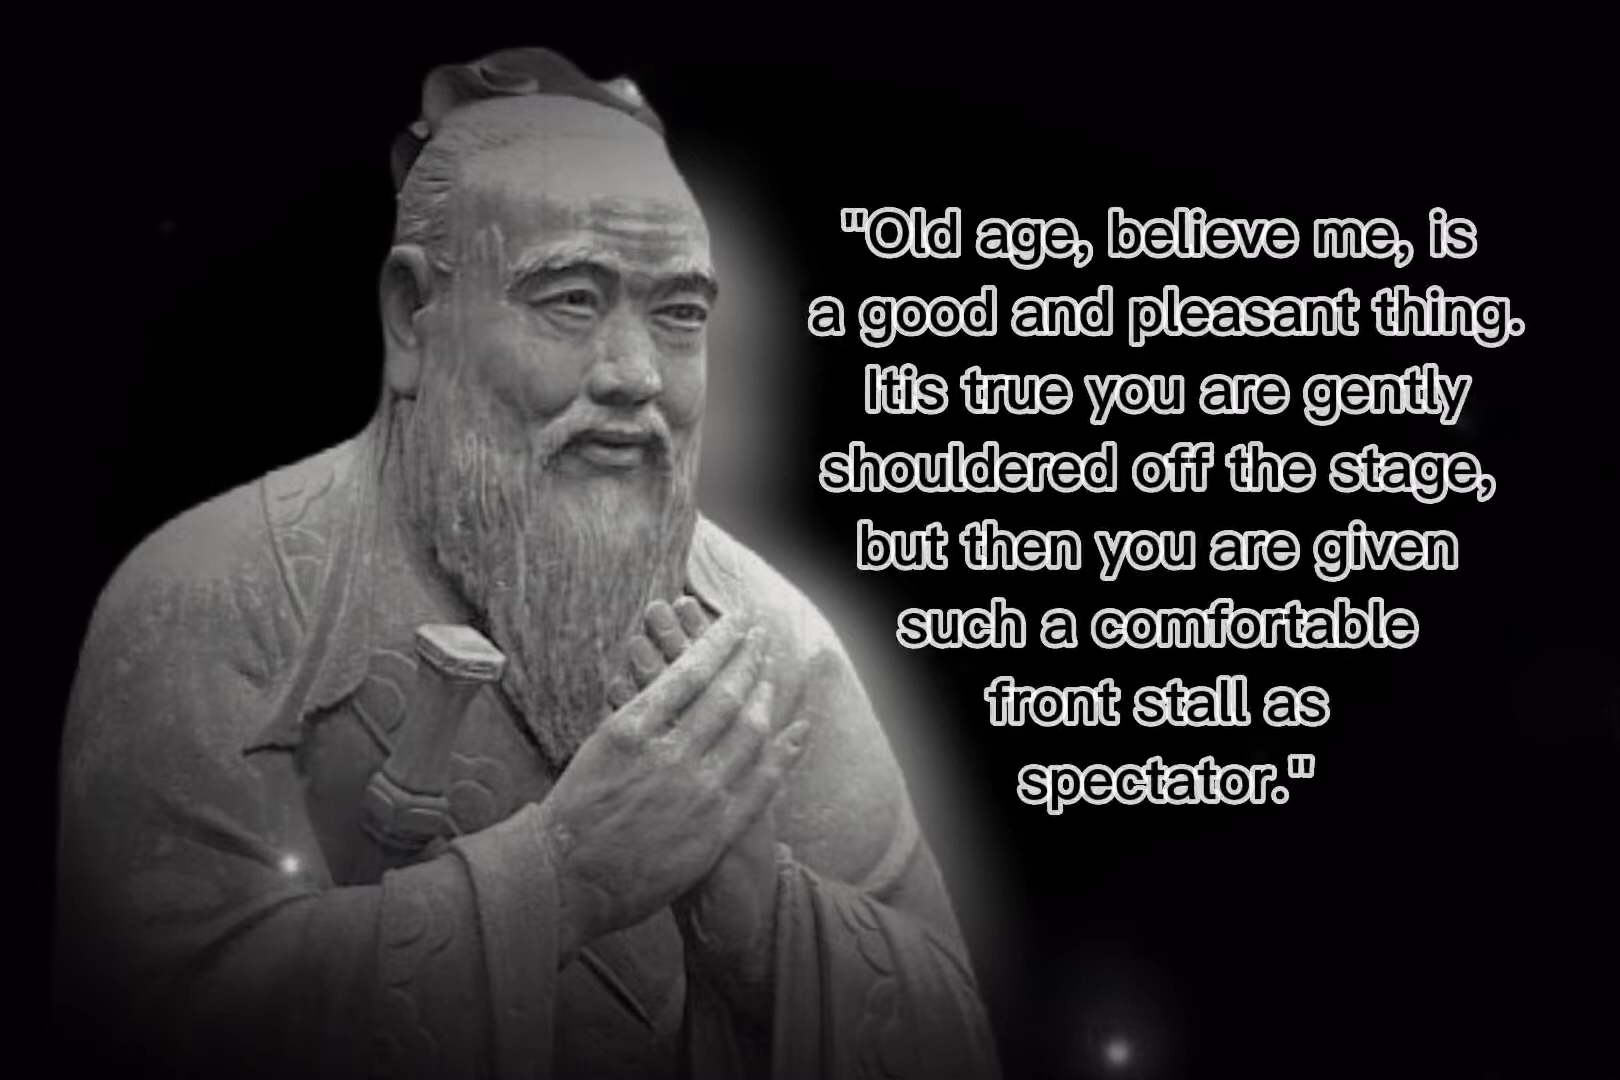 "Old age, believe me, is
a good and pleasant thing.
Itis true you are gently
shouldered off the stage,
but then you are given
such a comfortable
front stall as
spectator."